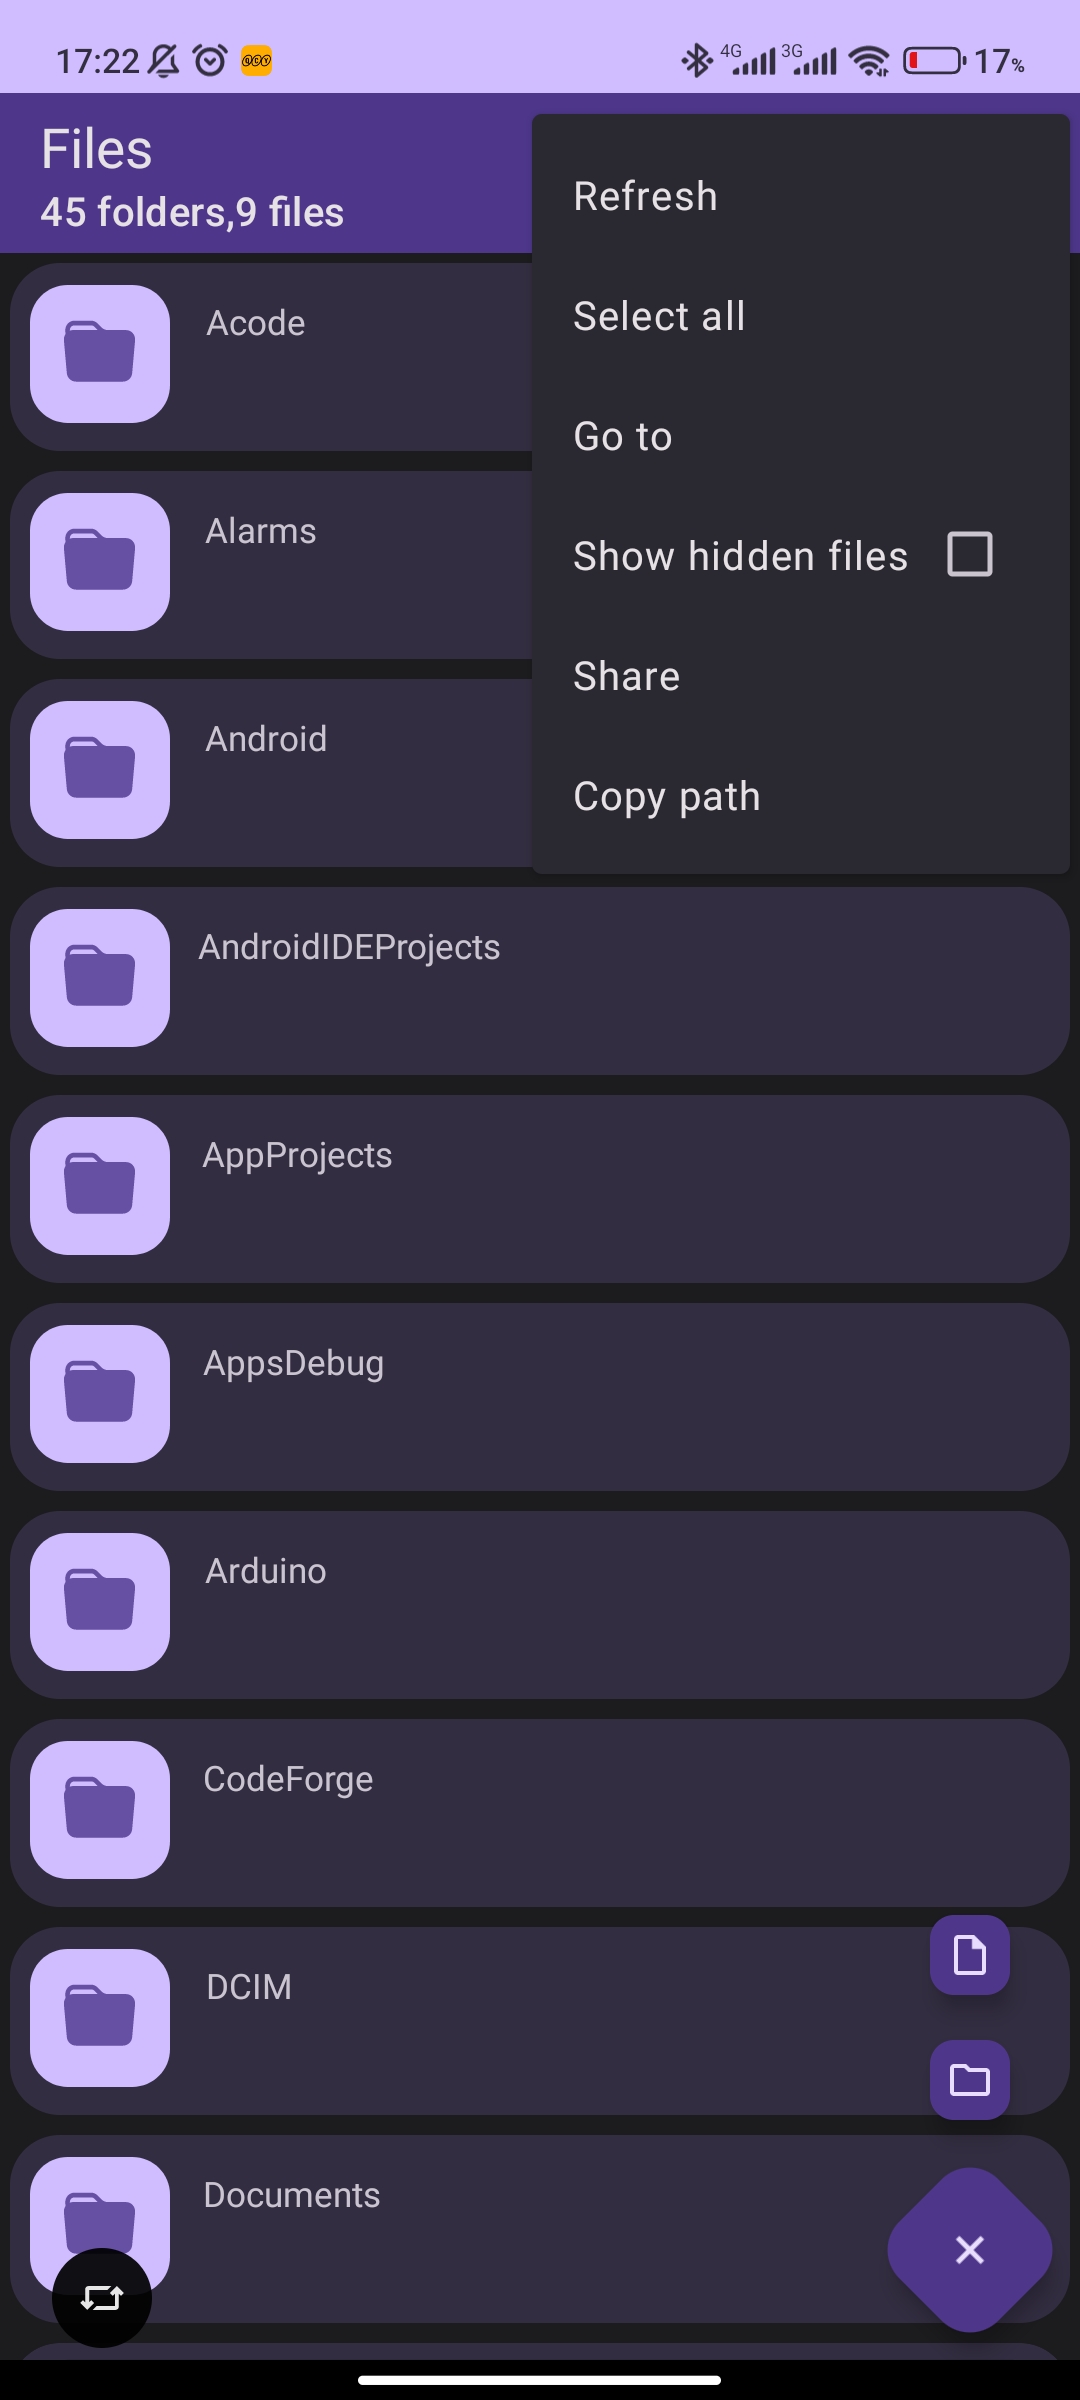 17:22
QCY
4G
3G
17%
Files
45 folders,9 files
Refresh
Select all
Go to
Show hidden files
Share
Copy path
Acode
Alarms
Android
AndroidIDEProjects
AppProjects
AppsDebug
Arduino
CodeForge
DCIM
Documents